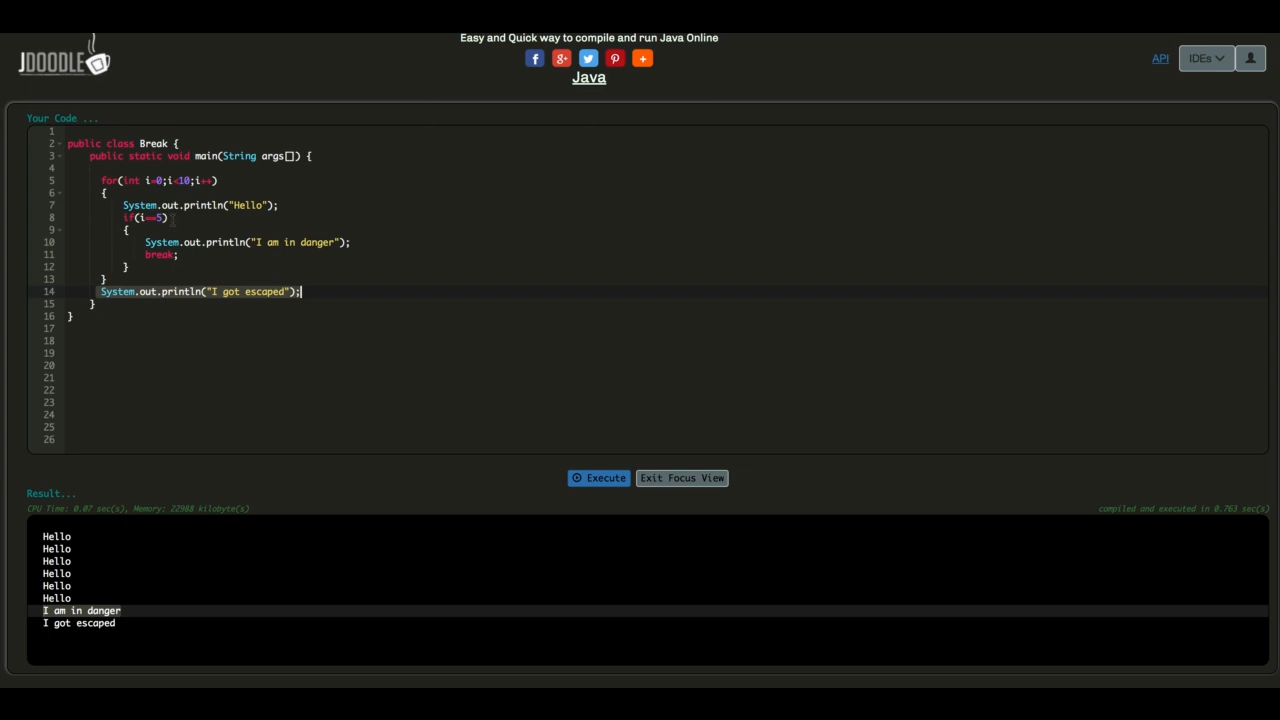 Easy and Quick way to compile and run Java Online
JDOODLE
API
IDEs
Java
Your Code ...
1
2 public class Break {
3 public static void main(String args[]) {
4
5 for(int i=0;i<10;i++)
6 {
7 System.out.println("Hello");
8 if(i==5)
9 {
10 System.out.println("I am in danger");
11 break;
12 }
13 }
14 System.out.println("I got escaped");
15 }
16 }
17
18
19
20
21
22
23
24
25
26
Execute Exit Focus View
Result...
CPU Time: 0.07 sec(s), Memory: 22988 kilobyte(s) compiled and executed in 0.763 sec(s)
Hello
Hello
Hello
Hello
Hello
Hello
I am in danger
I got escaped